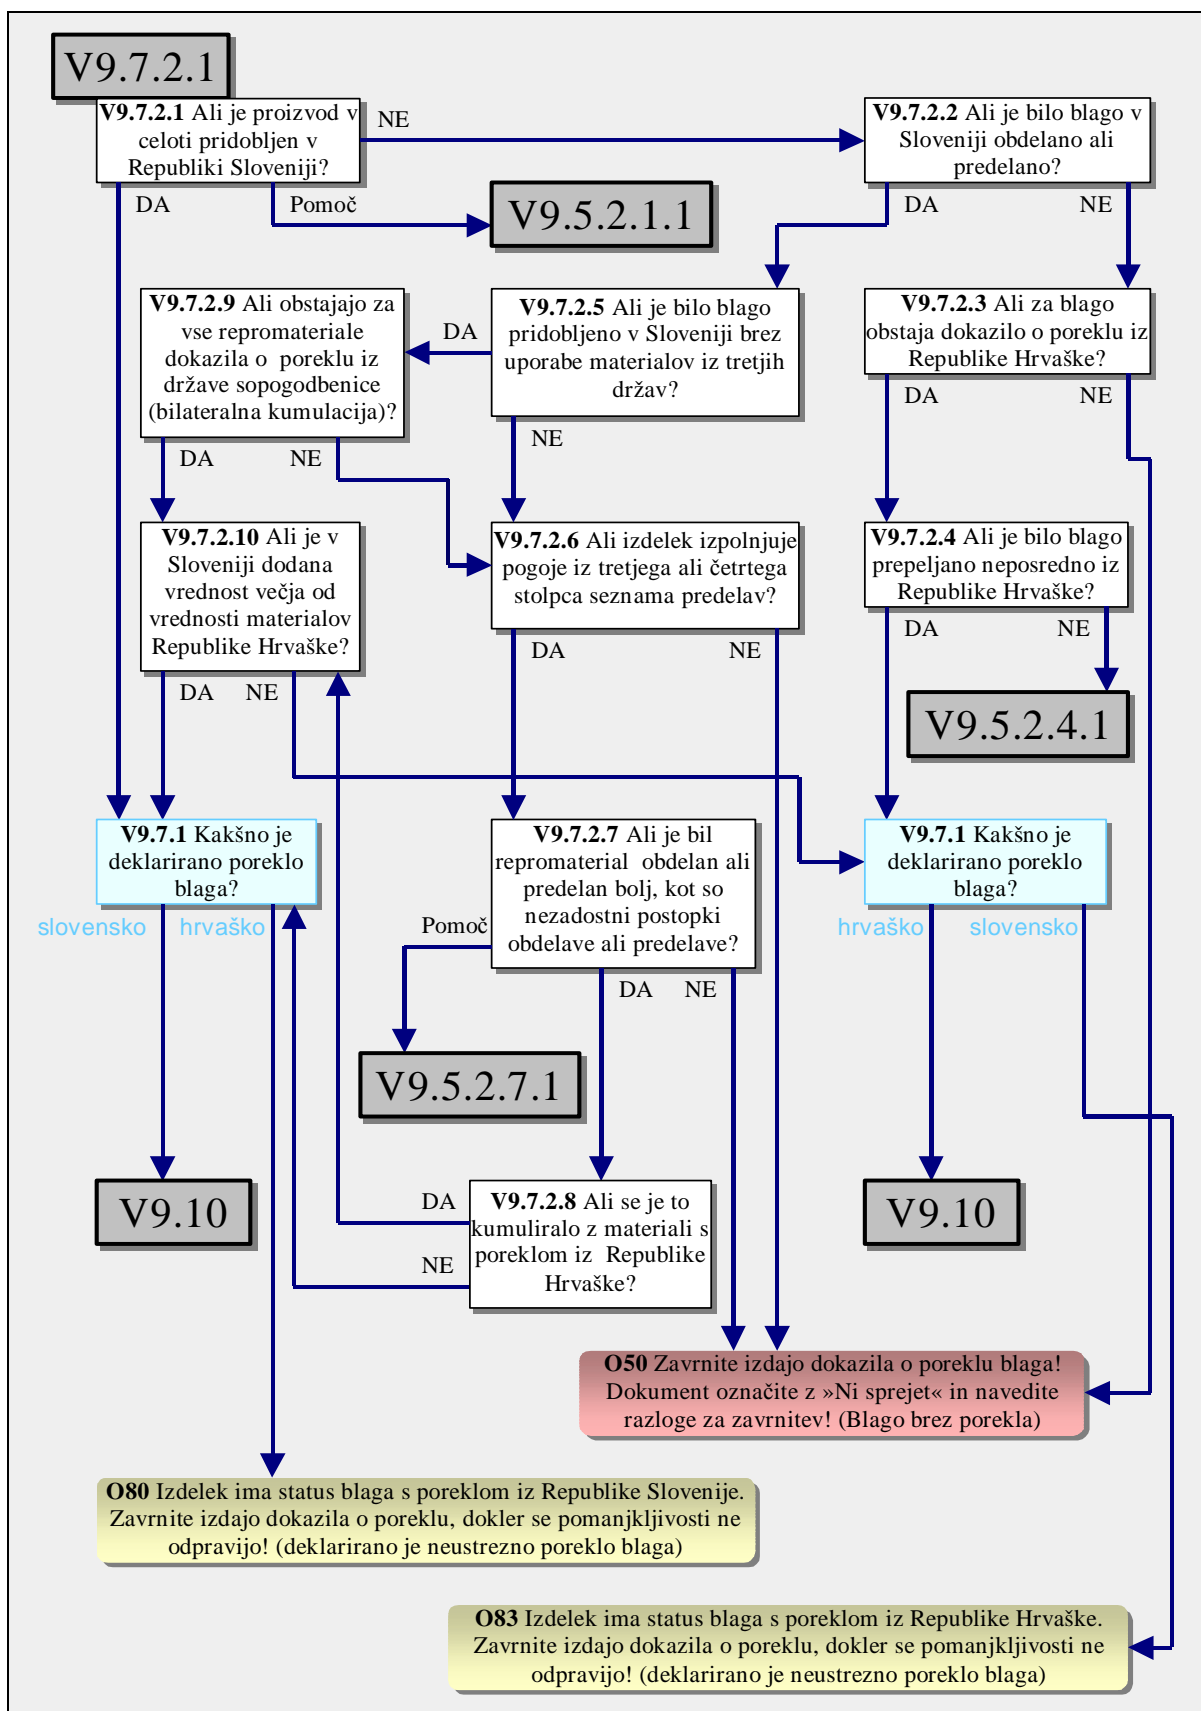 V9.7.2.1
V9.7.2.1 Ali je proizvod v
celoti pridobljen v
Republiki Sloveniji?
NE
V9.7.2.2 Ali je bilo blago v
Sloveniji obdelano ali
predelano?
DA
Pomoč
V9.5.2.1.1
DA
NE
V9.7.2.9 Ali obstajajo za
vse repromateriale
dokazila o poreklu iz
države sopogodbenice
(bilateralna kumulacija)?
DA
V9.7.2.5 Ali je bilo blago
pridobljeno v Sloveniji brez
uporabe materialov iz tretjih
držav?
V9.7.2.3 Ali za blago
obstaja dokazilo o poreklu iz
Republike Hrvaške?
DA
NE
NE
DA
NE
V9.7.2.10 Ali je v
Sloveniji dodana
vrednost večja od
vrednosti materialov
Republike Hrvaške?
V9.7.2.6 Ali izdelek izpolnjuje
pogoje iz tretjega ali četrtega
stolpca seznama predelav?
V9.7.2.4 Ali je bilo blago
prepeljano neposredno iz
Republike Hrvaške?
DA
NE
DA
NE
DA
NE
V9.5.2.4.1
V9.7.1 Kakšno je
deklarirano poreklo
blaga?
V9.7.2.7 Ali je bil
repromaterial obdelan ali
predelan bolj, kot so
nezadostni postopki
obdelave ali predelave?
V9.7.1 Kakšno je
deklarirano poreklo
blaga?
slovensko
hrvaško
Pomoč
hrvaško
slovensko
DA
NE
V9.5.2.7.1
V9.10
DA
NE
V9.7.2.8 Ali se je to
kumuliralo z materiali s
poreklom iz Republike
Hrvaške?
V9.10
O50 Zavrnite izdajo dokazila o poreklu blaga!
Dokument označite z »Ni sprejet« in navedite
razloge za zavrnitev! (Blago brez porekla)
O80 Izdelek ima status blaga s poreklom iz Republike Slovenije.
Zavrnite izdajo dokazila o poreklu, dokler se pomanjkljivosti ne
odpravijo! (deklarirano je neustrezno poreklo blaga)
O83 Izdelek ima status blaga s poreklom iz Republike Hrvaške.
Zavrnite izdajo dokazila o poreklu, dokler se pomanjkljivosti ne
odpravijo! (deklarirano je neustrezno poreklo blaga)